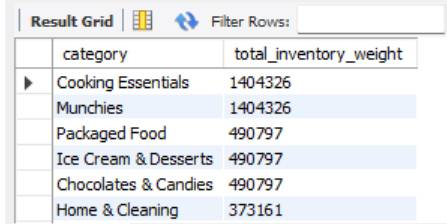 Result Grid Filter Rows:
category total_inventory_weight
Cooking Essentials 1404326
Munchies 1404326
Packaged Food 490797
Ice Cream & Desserts 490797
Chocolates & Candies 490797
Home & Cleaning 373161